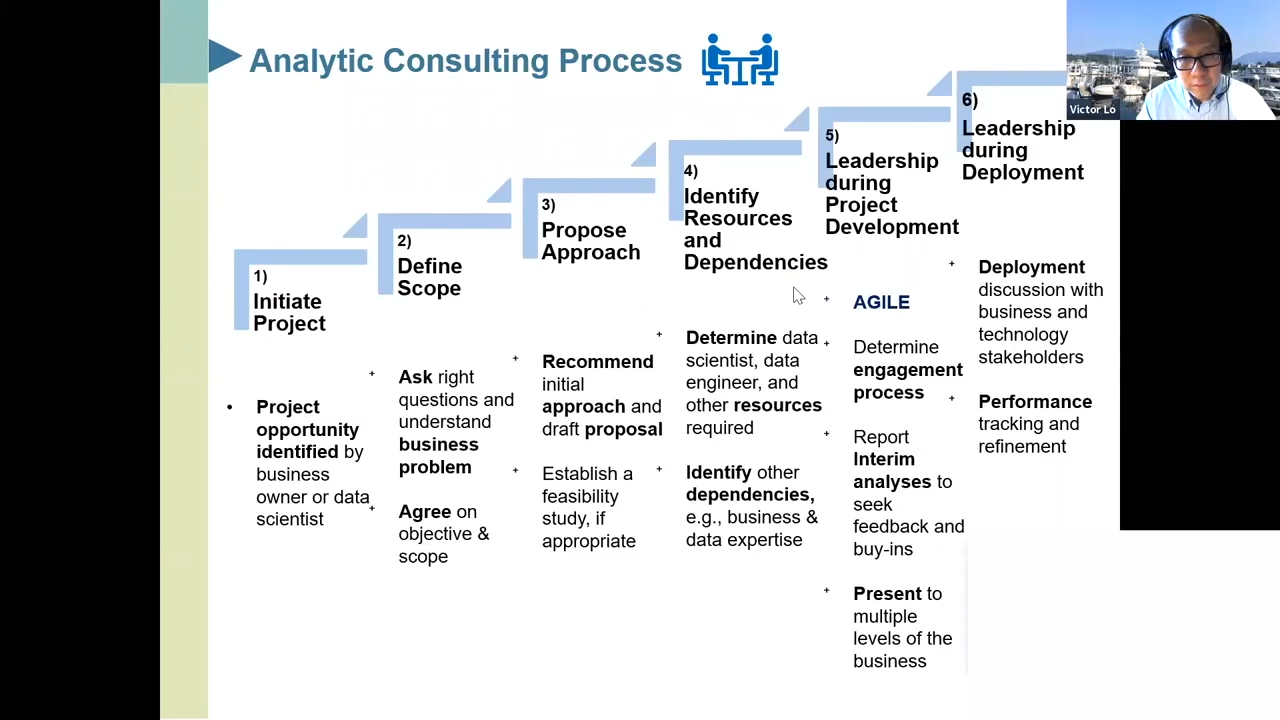 Analytic Consulting Process
Victor Lo
1)
Initiate
Project
• Project
opportunity
identified by
business
owner or data
scientist
2)
Define
Scope
+ Ask right
questions and
understand
business
problem
+ Agree on
objective &
scope
3)
Propose
Approach
+ Recommend
initial
approach and
draft proposal
+ Establish a
feasibility
study, if
appropriate
4)
Identify
Resources
and
Dependencies
+ Determine data
scientist, data
engineer, and
other resources
required
+ Identify other
dependencies,
e.g., business &
data expertise
5)
Leadership
during
Project
Development
+ AGILE
+ Determine
engagement
process
+ Report
Interim
analyses to
seek
feedback and
buy-ins
+ Present to
multiple
levels of the
business
6)
Leadership
during
Deployment
+ Deployment
discussion with
business and
technology
stakeholders
+ Performance
tracking and
refinement